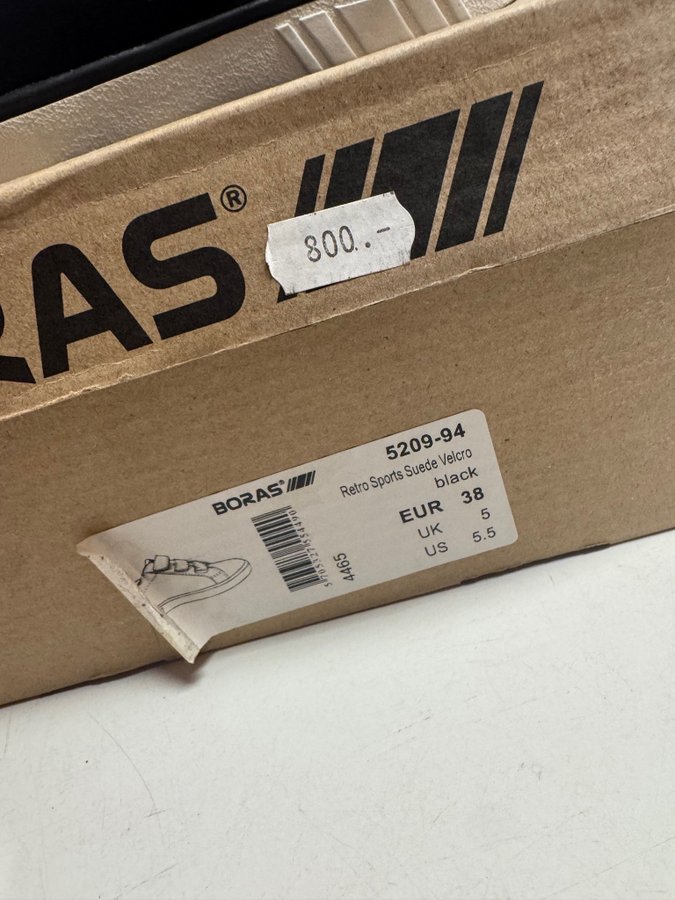 RAS®
800.-
5209-94
Retro Sports Suede Velcro
black
BORAS
EUR 38
UK 5
US 5.5
4465